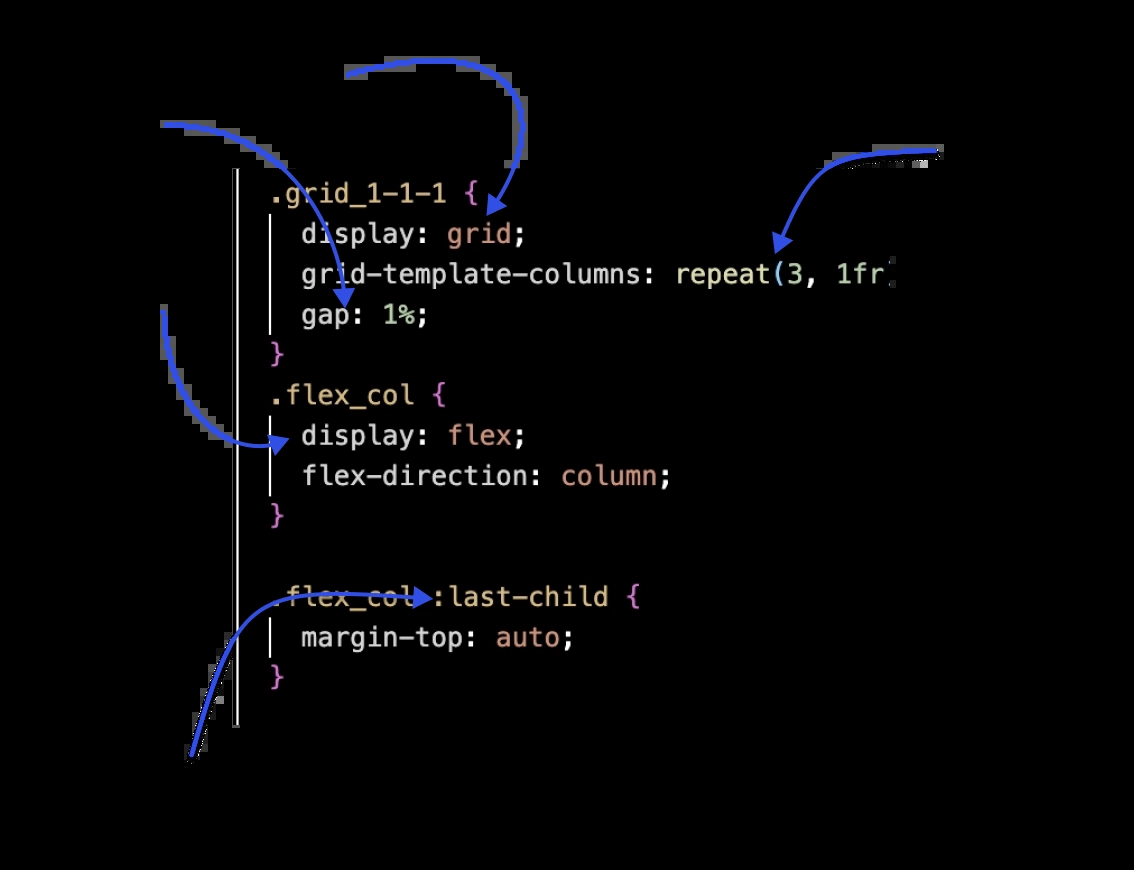 .grid_1-1-1 {
display: grid;
grid-template-columns: repeat(3, 1fr
gap: 1%;
}
.flex_col {
display: flex;
flex-direction: column;
}
.flex_col:last-child {
margin-top: auto;
}